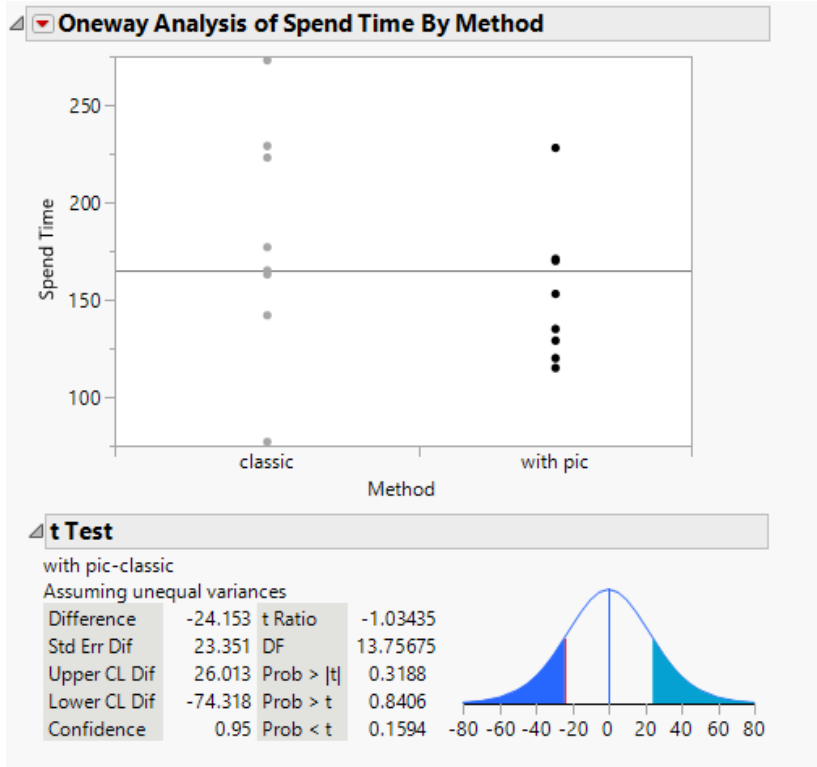 Oneway Analysis of Spend Time By Method
250
200
150
100
Spend Time
classic with pic
Method
t Test
with pic-classic
Assuming unequal variances
Difference -24.153 t Ratio -1.03435
Std Err Dif 23.351 DF 13.75675
Upper CL Dif 26.013 Prob > |t| 0.3188
Lower CL Dif -74.318 Prob > t 0.8406
Confidence 0.95 Prob < t 0.1594
-80 -60 -40 -20 0 20 40 60 80